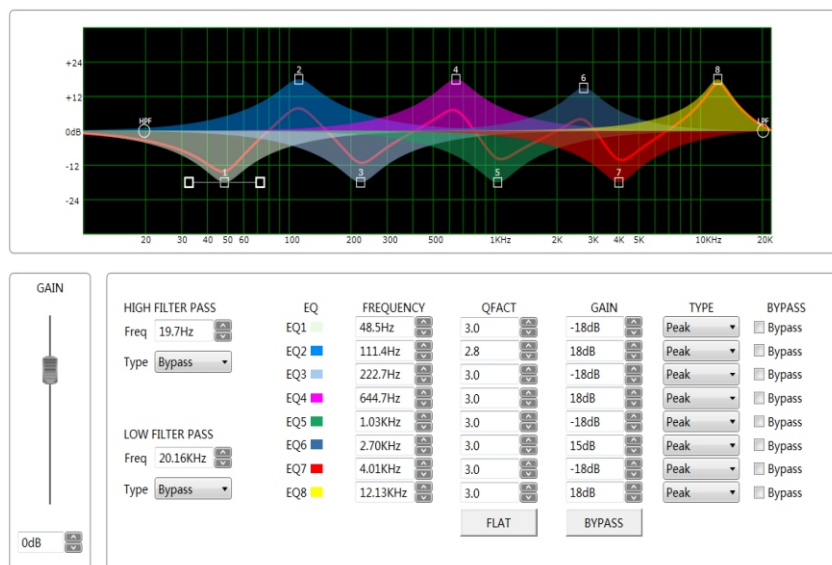 2 4 6 8
+24
+12
HPF LPF
0dB
-12
1 3 5 7
-24
20 30 40 50 60 100 200 300 500 1KHz 2K 3K 4K 5K 10KHz 20K
GAIN
0dB
HIGH FILTER PASS
Freq 19.7Hz
Type Bypass
LOW FILTER PASS
Freq 20.16KHz
Type Bypass
EQ FREQUENCY QFACT GAIN TYPE BYPASS
EQ1 48.5Hz 3.0 -18dB Peak Bypass
EQ2 111.4Hz 2.8 18dB Peak Bypass
EQ3 222.7Hz 3.0 -18dB Peak Bypass
EQ4 644.7Hz 3.0 18dB Peak Bypass
EQ5 1.03KHz 3.0 -18dB Peak Bypass
EQ6 2.70KHz 3.0 15dB Peak Bypass
EQ7 4.01KHz 3.0 -18dB Peak Bypass
EQ8 12.13KHz 3.0 18dB Peak Bypass
FLAT BYPASS